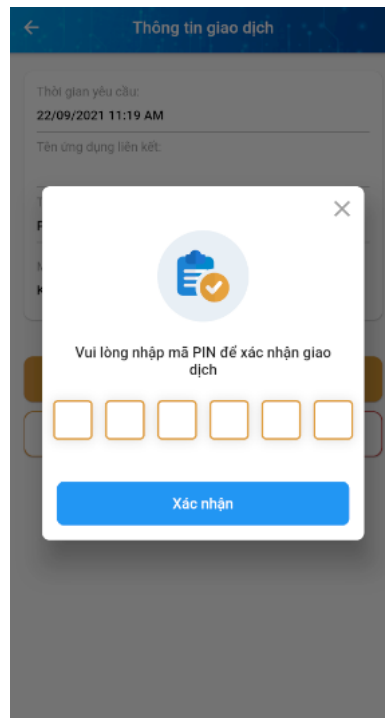 Thông tin giao dịch
Thời gian yêu cầu:
22/09/2021 11:19 AM
Tên ứng dụng liên kết:
Vui lòng nhập mã PIN để xác nhận giao
dịch
Xác nhận